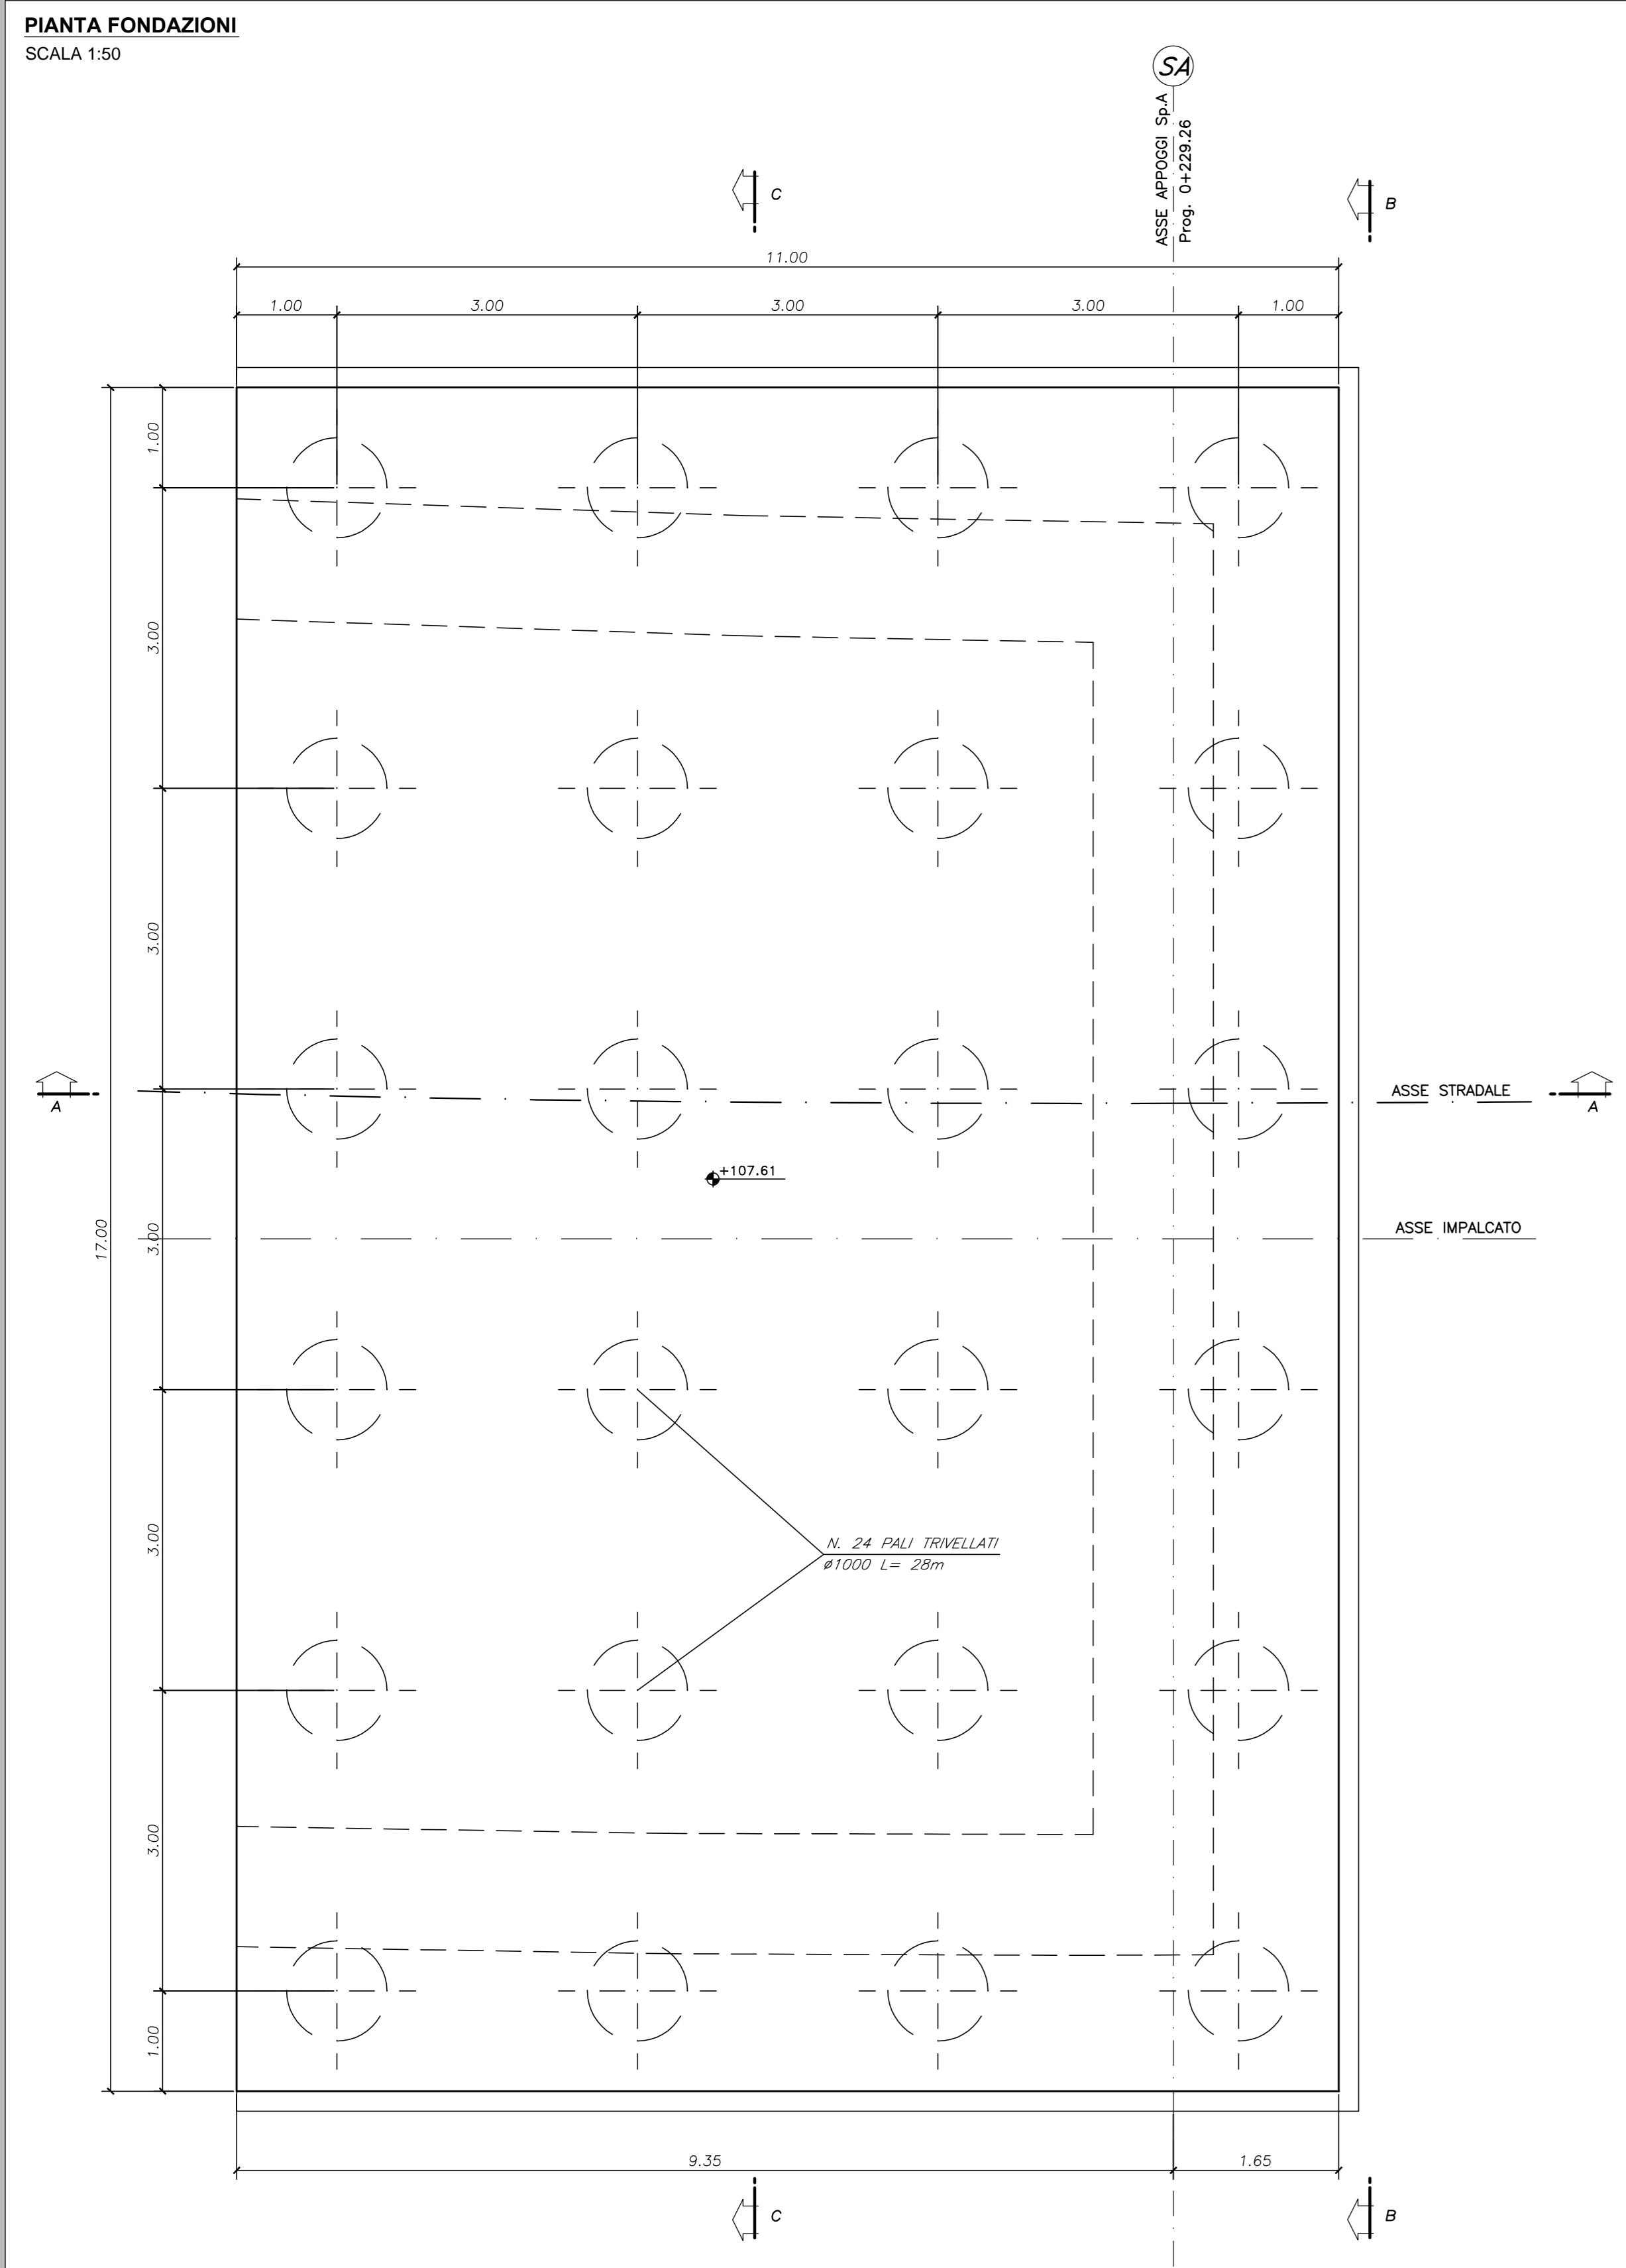 PIANTA FONDAZIONI
SCALA 1:50
SA
ASSE APPOGGI Sp.A
Prog. 0+229.26
C
B
11.00
1.00
3.00
3.00
3.00
1.00
1.00
3.00
3.00
3.00
3.00
3.00
1.00
17.00
A
ASSE STRADALE
A
+107.61
ASSE IMPALCATO
N. 24 PALI TRIVELLATI
ø1000 L= 28m
9.35
1.65
C
B